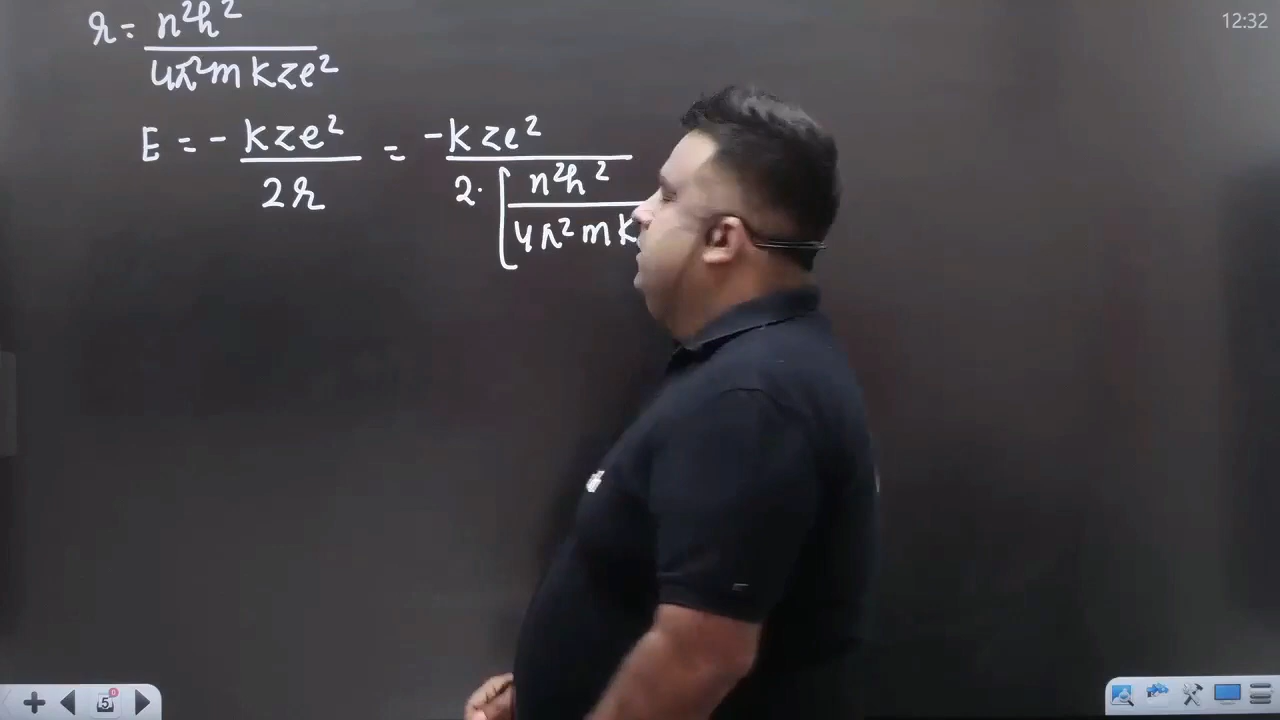 12:32
r = n²h² / 4π²mkze²
E = -kze² / 2r = -kze² / 2·[n²h² / 4π²mk
5